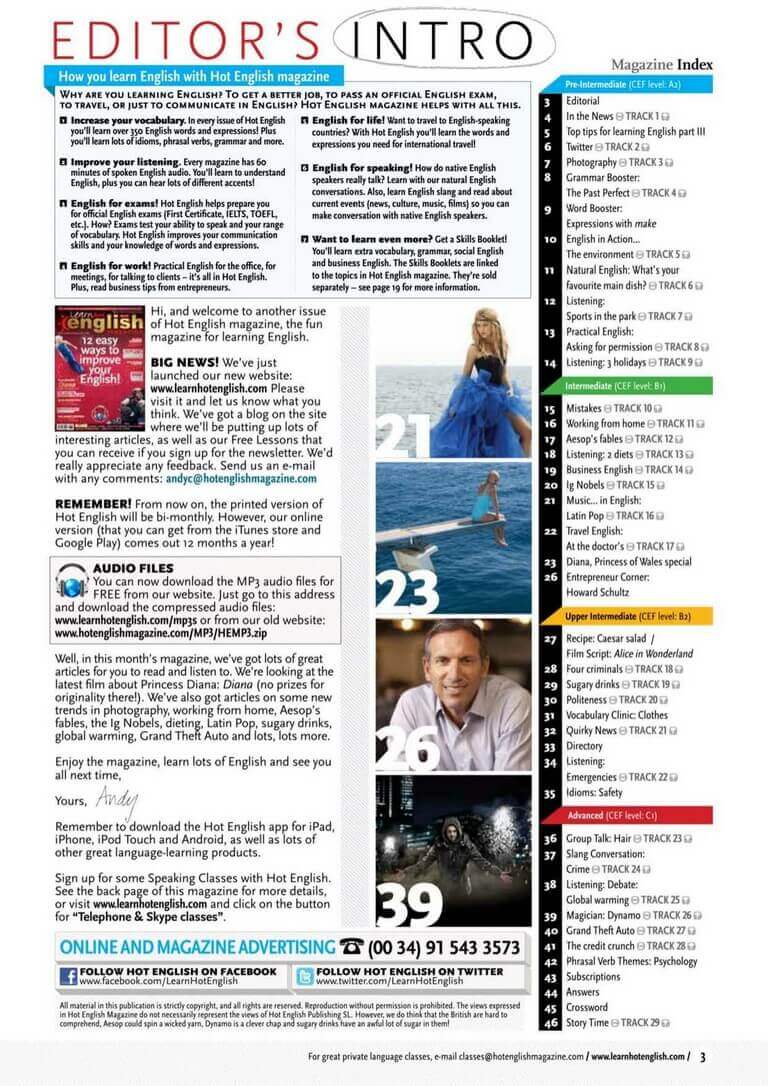 EDITOR'S INTRO
How you learn English with Hot English magazine
WHY ARE YOU LEARNING ENGLISH? TO GET A BETTER JOB, TO PASS AN OFFICIAL ENGLISH EXAM,
TO TRAVEL, OR JUST TO COMMUNICATE IN ENGLISH? HOT ENGLISH MAGAZINE HELPS WITH ALL THIS.
Increase your vocabulary. In every issue of Hot English
you'll learn over 350 English words and expressions! Plus
you'll learn lots of idioms, phrasal verbs, grammar and more.
Improve your listening. Every magazine has 60
minutes of spoken English audio. You'll learn to understand
English, plus you can hear lots of different accents!
English for exams! Hot English helps prepare you
for official English exams (First Certificate, IELTS, TOEFL,
etc.). How? Exams test your ability to speak and your range
of vocabulary. Hot English improves your communication
skills and your knowledge of words and expressions.
English for work! Practical English for the office, for
meetings, for talking to clients – it's all in Hot English.
Plus, read business tips from entrepreneurs.
English for life! Want to travel to English-speaking
countries? With Hot English you'll learn the words and
expressions you need for international travel!
English for speaking! How do native English
speakers really talk? Learn with our natural English
conversations. Also, learn English slang and read about
current events (news, culture, music, films) so you can
make conversation with native English speakers.
Want to learn even more? Get a Skills Booklet!
You'll learn extra vocabulary, grammar, social English
and business English. The Skills Booklets are linked
to the topics in Hot English magazine. They're sold
separately – see page 19 for more information.
Learn
english
12 easy
ways to
improve
your
English!
Hi, and welcome to another issue
of Hot English magazine, the fun
magazine for learning English.
BIG NEWS! We've just
launched our new website:
www.learnhotenglish.com Please
visit it and let us know what you
think. We've got a blog on the site
where we'll be putting up lots of
interesting articles, as well as our Free Lessons that
you can receive if you sign up for the newsletter. We'd
really appreciate any feedback. Send us an e-mail
with any comments: andyc@hotenglishmagazine.com
REMEMBER! From now on, the printed version of
Hot English will be bi-monthly. However, our online
version (that you can get from the iTunes store and
Google Play) comes out 12 months a year!
AUDIO FILES
You can now download the MP3 audio files for
FREE from our website. Just go to this address
and download the compressed audio files:
www.learnhotenglish.com/mp3s or from our old website:
www.hotenglishmagazine.com/MP3/HEMP3.zip
Well, in this month's magazine, we've got lots of great
articles for you to read and listen to. We're looking at the
latest film about Princess Diana: Diana (no prizes for
originality there!). We've also got articles on some new
trends in photography, working from home, Aesop's
fables, the Ig Nobels, dieting, Latin Pop, sugary drinks,
global warming, Grand Theft Auto and lots, lots more.
Enjoy the magazine, learn lots of English and see you
all next time,
Yours, Andy
Remember to download the Hot English app for iPad,
iPhone, iPod Touch and Android, as well as lots of
other great language-learning products.
Sign up for some Speaking Classes with Hot English.
See the back page of this magazine for more details,
or visit www.learnhotenglish.com and click on the button
for "Telephone & Skype classes".
21
23
26
39
Magazine Index
Pre-Intermediate (CEF level: A2)
3 Editorial
4 In the News TRACK 1
5 Top tips for learning English part III
6 Twitter TRACK 2
7 Photography TRACK 3
8 Grammar Booster:
The Past Perfect TRACK 4
9 Word Booster:
Expressions with make
10 English in Action...
The environment TRACK 5
11 Natural English: What's your
favourite main dish? TRACK 6
12 Listening:
Sports in the park TRACK 7
13 Practical English:
Asking for permission TRACK 8
14 Listening: 3 holidays TRACK 9
Intermediate (CEF level: B1)
15 Mistakes TRACK 10
16 Working from home TRACK 11
17 Aesop's fables TRACK 12
18 Listening: 2 diets TRACK 13
19 Business English TRACK 14
20 Ig Nobels TRACK 15
21 Music... in English:
Latin Pop TRACK 16
22 Travel English:
At the doctor's TRACK 17
23 Diana, Princess of Wales special
26 Entrepreneur Corner:
Howard Schultz
Upper Intermediate (CEF level: B2)
27 Recipe: Caesar salad /
Film Script: Alice in Wonderland
28 Four criminals TRACK 18
29 Sugary drinks TRACK 19
30 Politeness TRACK 20
31 Vocabulary Clinic: Clothes
32 Quirky News TRACK 21
33 Directory
34 Listening:
Emergencies TRACK 22
35 Idioms: Safety
Advanced (CEF level: C1)
36 Group Talk: Hair TRACK 23
37 Slang Conversation:
Crime TRACK 24
38 Listening: Debate:
Global warming TRACK 25
39 Magician: Dynamo TRACK 26
40 Grand Theft Auto TRACK 27
41 The credit crunch TRACK 28
42 Phrasal Verb Themes: Psychology
43 Subscriptions
44 Answers
45 Crossword
46 Story Time TRACK 29
ONLINE AND MAGAZINE ADVERTISING (00 34) 91 543 3573
FOLLOW HOT ENGLISH ON FACEBOOK
www.facebook.com/LearnHotEnglish
FOLLOW HOT ENGLISH ON TWITTER
www.twitter.com/LearnHotEnglish
All material in this publication is strictly copyright, and all rights are reserved. Reproduction without permission is prohibited. The views expressed
in Hot English Magazine do not necessarily represent the views of Hot English Publishing SL. However, we do think that the British are hard to
comprehend, Aesop could spin a wicked yarn, Dynamo is a clever chap and sugary drinks have an awful lot of sugar in them!
For great private language classes, e-mail classes@hotenglishmagazine.com / www.learnhotenglish.com / 3